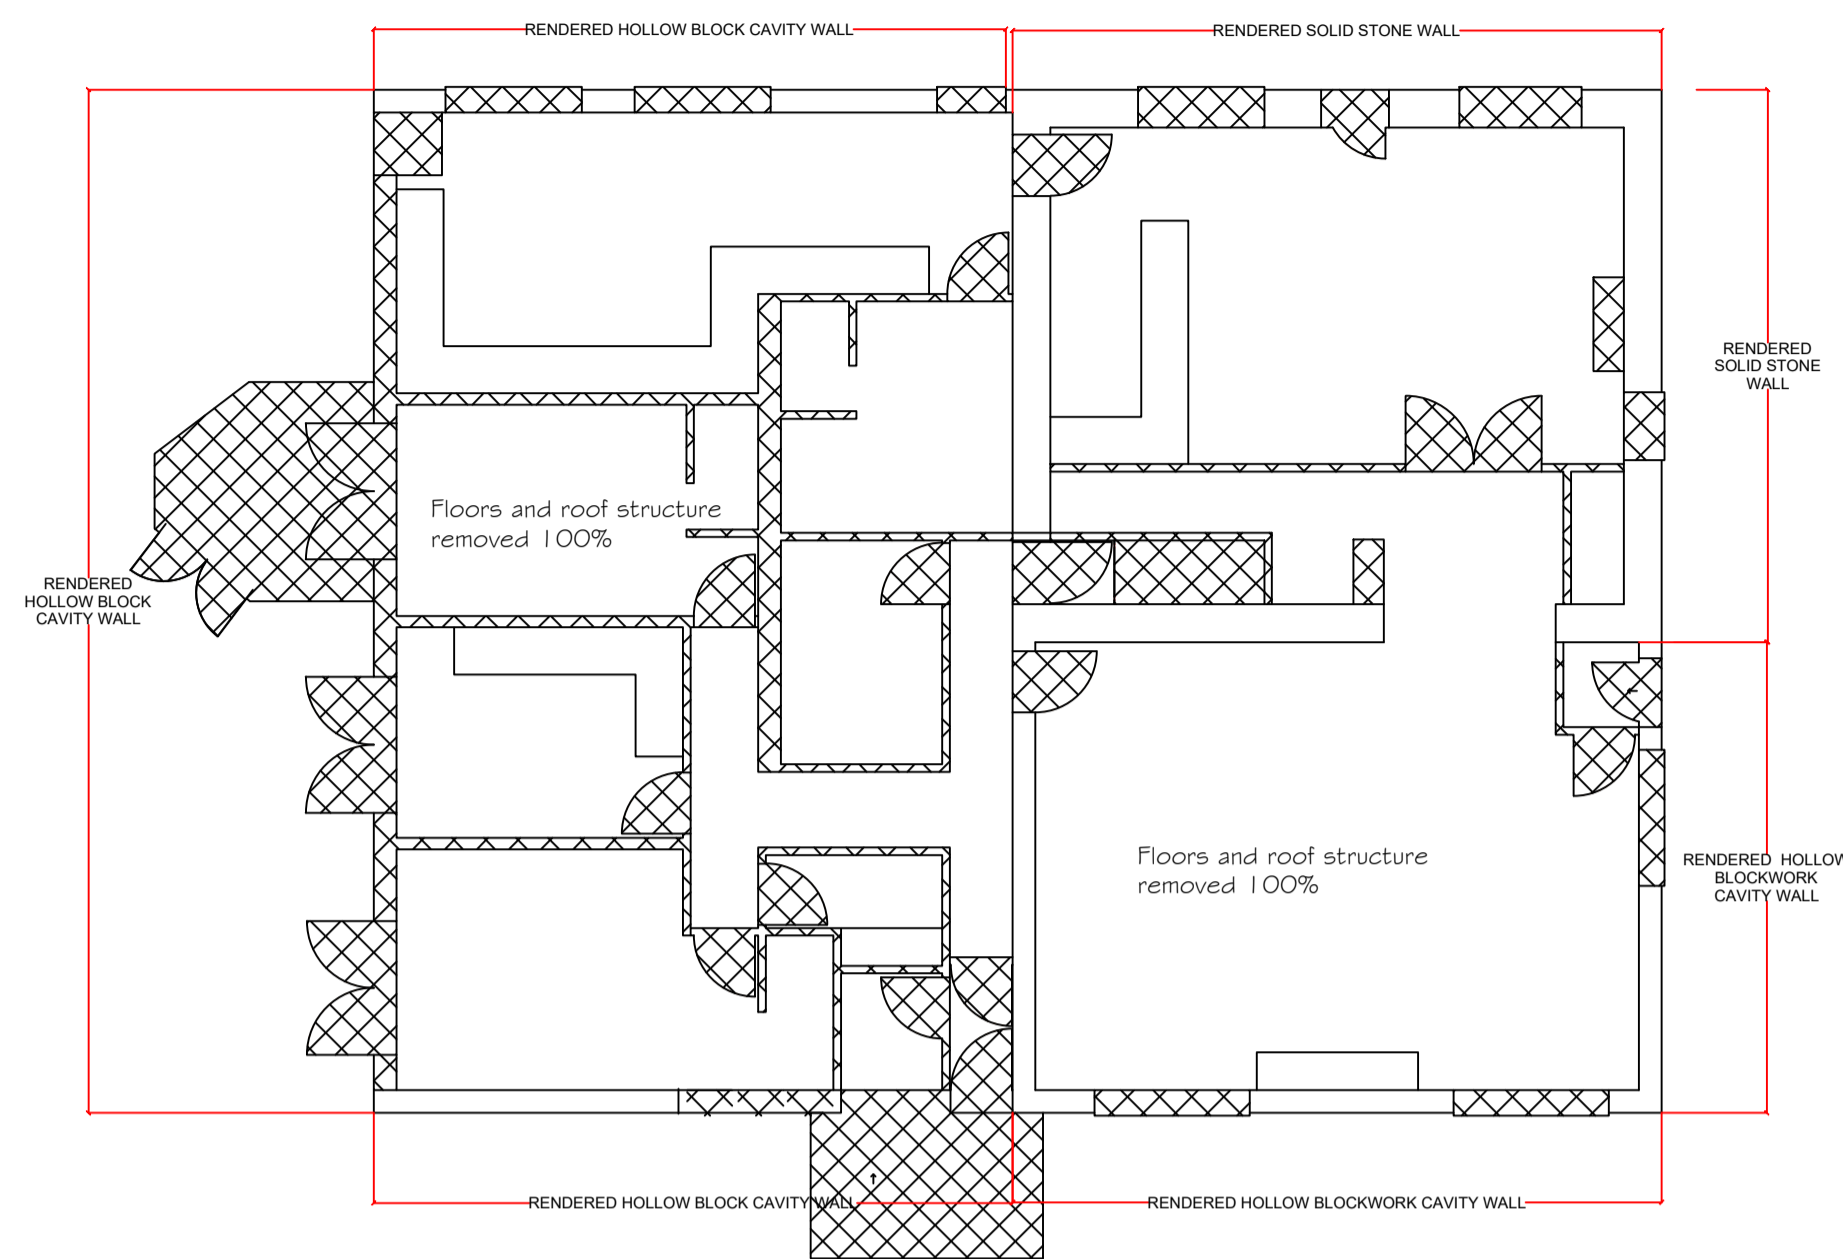 RENDERED HOLLOW BLOCK CAVITY WALL
RENDERED SOLID STONE WALL
RENDERED
SOLID STONE
WALL
Floors and roof structure
removed 100%
RENDERED
HOLLOW BLOCK
CAVITY WALL
Floors and roof structure
removed 100%
RENDERED HOLLOW
BLOCKWORK
CAVITY WALL
RENDERED HOLLOW BLOCK CAVITY WALL
RENDERED HOLLOW BLOCKWORK CAVITY WALL